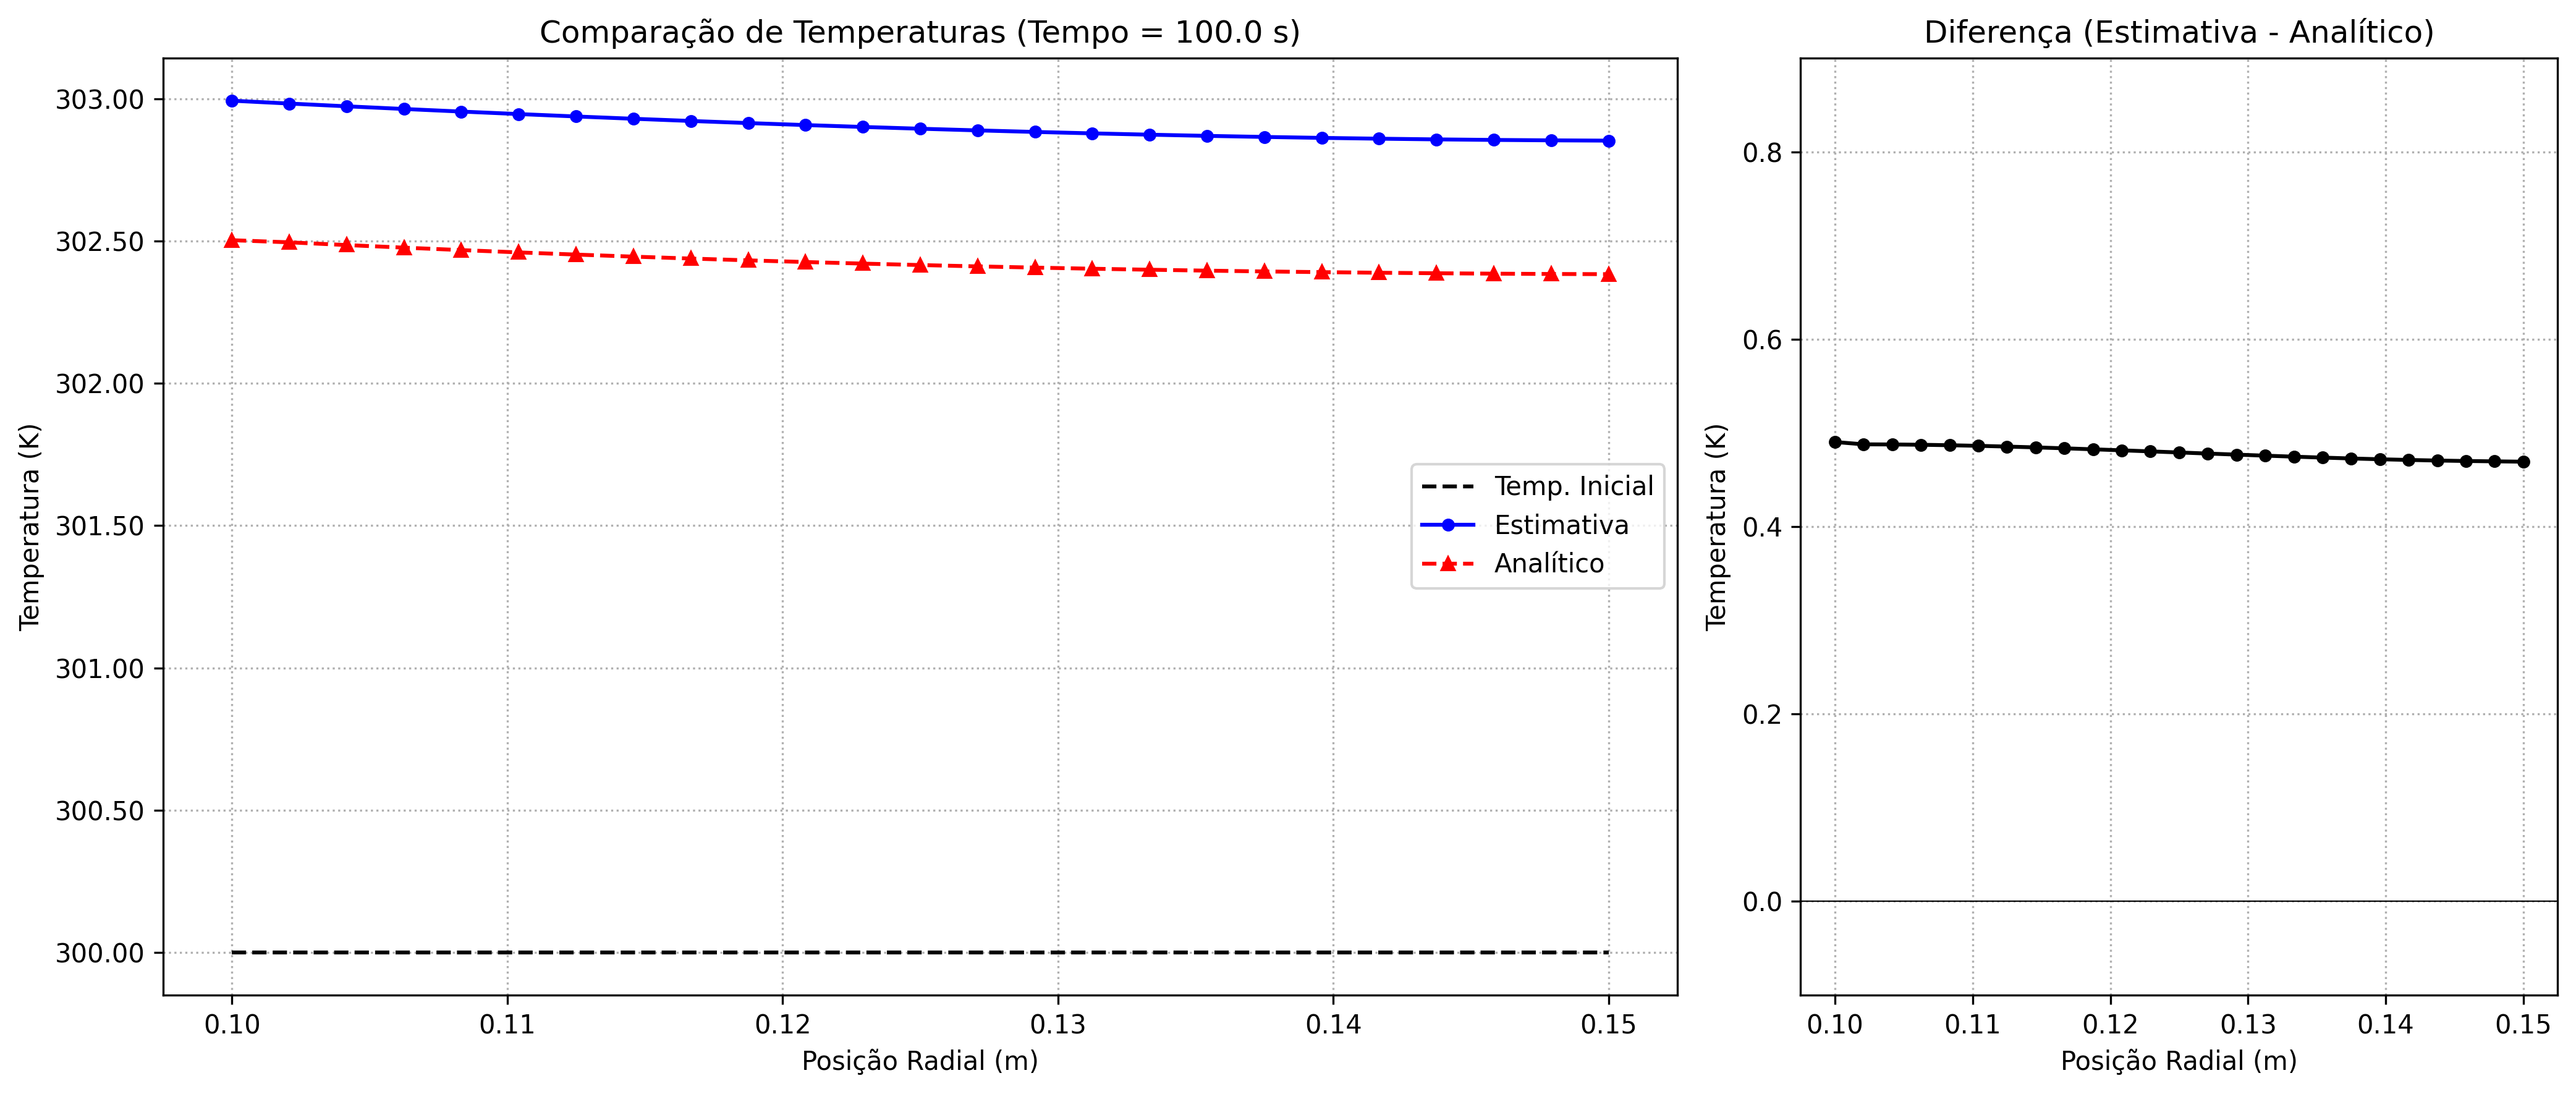 Comparação de Temperaturas (Tempo = 100.0 s)
303.00
302.50
302.00
301.50
301.00
300.50
300.00
Temperatura (K)
Temp. Inicial
Estimativa
Analítico
0.10 0.11 0.12 0.13 0.14 0.15
Posição Radial (m)
Diferença (Estimativa - Analítico)
0.8
0.6
0.4
0.2
0.0
Temperatura (K)
0.10 0.11 0.12 0.13 0.14 0.15
Posição Radial (m)